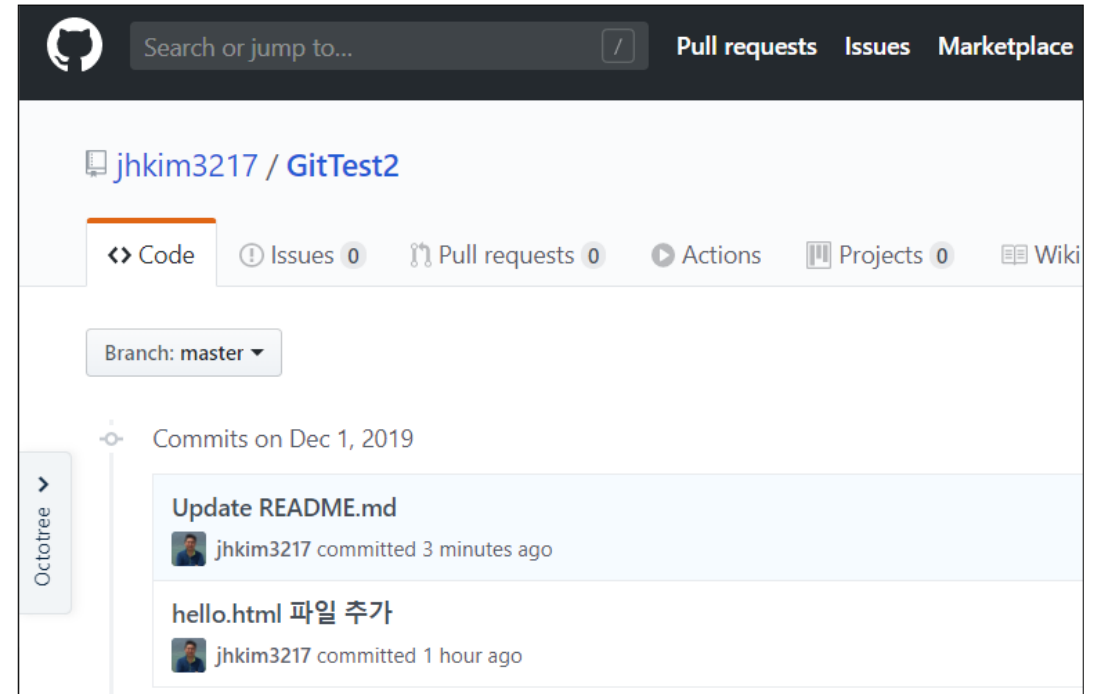 Search or jump to... / Pull requests Issues Marketplace
jhkim3217 / GitTest2
Code Issues 0 Pull requests 0 Actions Projects 0 Wiki
Branch: master
Commits on Dec 1, 2019
Update README.md
jhkim3217 committed 3 minutes ago
Octotree
hello.html 파일 추가
jhkim3217 committed 1 hour ago